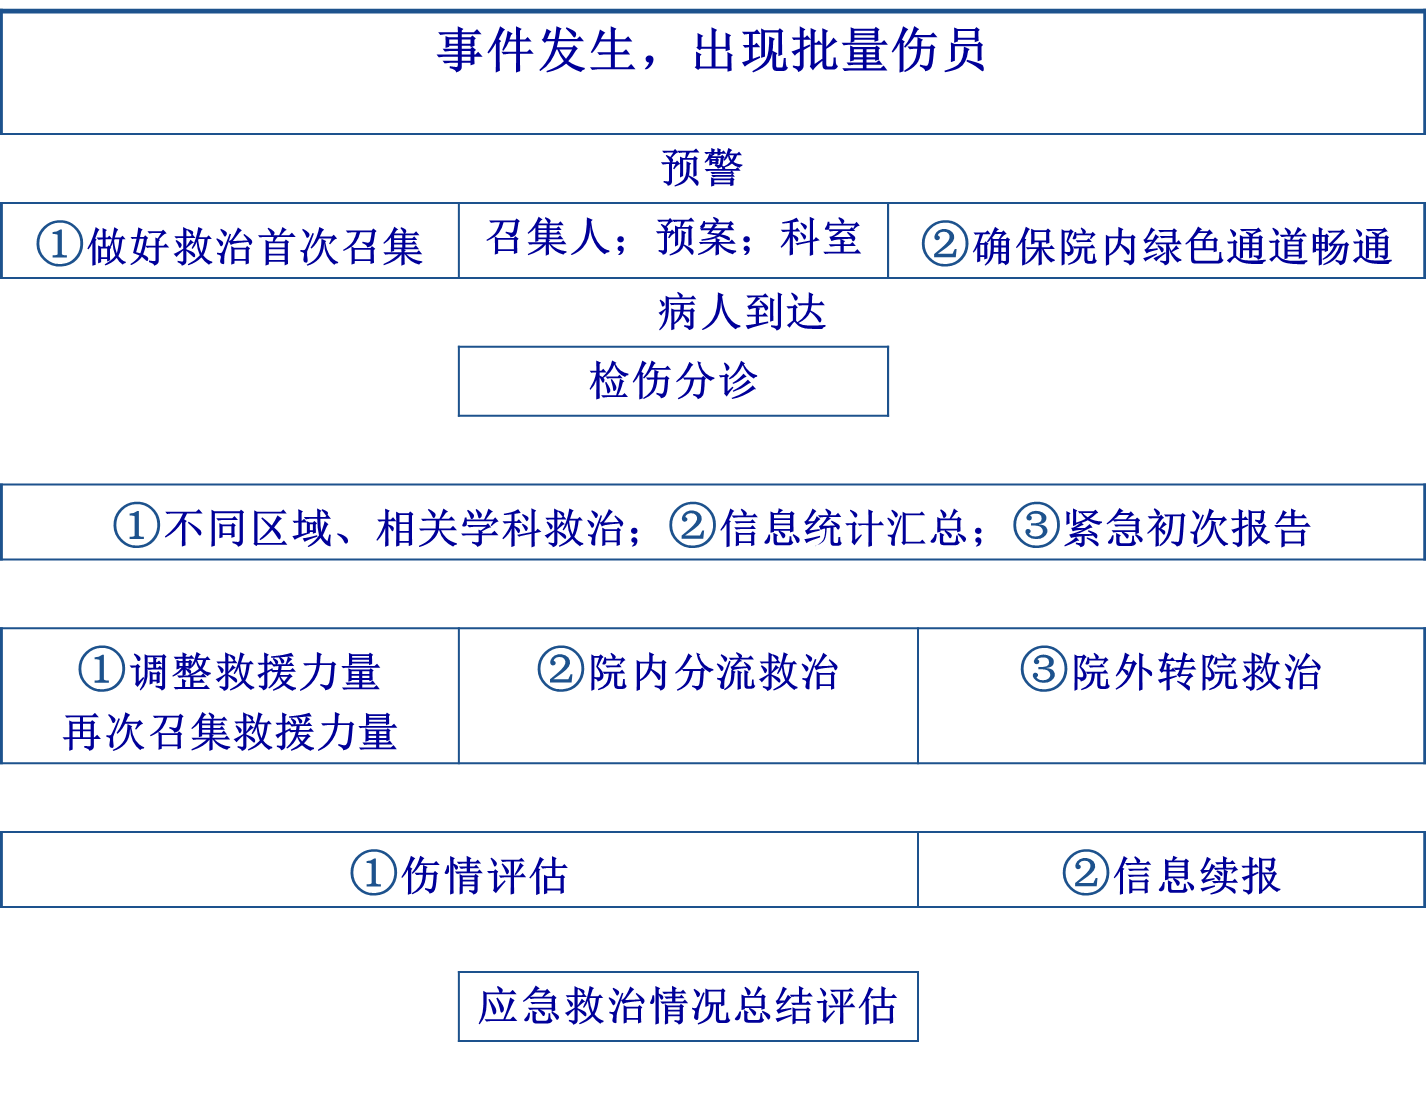 事件发生，出现批量伤员
预警
①做好救治首次召集
召集人；预案；科室
②确保院内绿色通道畅通
病人到达
检伤分诊
①不同区域、相关学科救治；②信息统计汇总；③紧急初次报告
①调整救援力量
再次召集救援力量
②院内分流救治
③院外转院救治
①伤情评估
②信息续报
应急救治情况总结评估